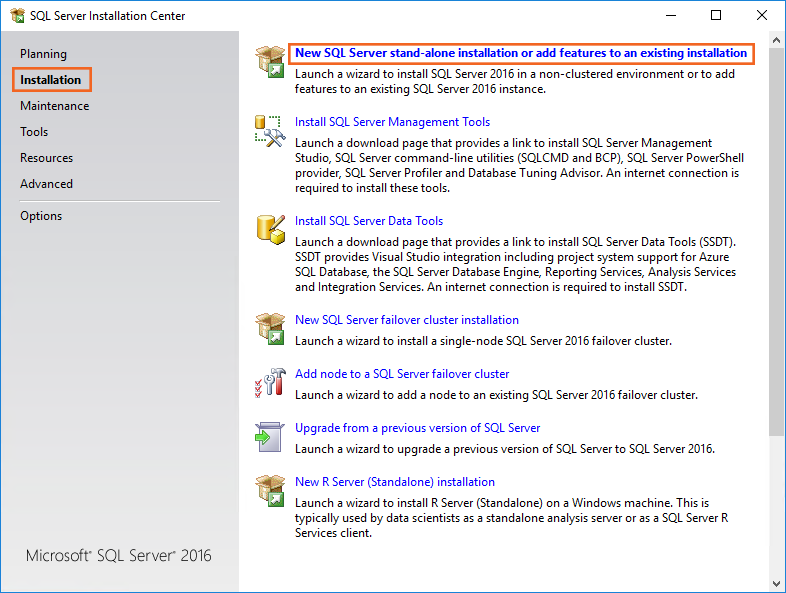 SQL Server Installation Center
Planning
Installation
Maintenance
Tools
Resources
Advanced
Options
Microsoft® SQL Server® 2016
New SQL Server stand-alone installation or add features to an existing installation
Launch a wizard to install SQL Server 2016 in a non-clustered environment or to add
features to an existing SQL Server 2016 instance.
Install SQL Server Management Tools
Launch a download page that provides a link to install SQL Server Management
Studio, SQL Server command-line utilities (SQLCMD and BCP), SQL Server PowerShell
provider, SQL Server Profiler and Database Tuning Advisor. An internet connection is
required to install these tools.
Install SQL Server Data Tools
Launch a download page that provides a link to install SQL Server Data Tools (SSDT).
SSDT provides Visual Studio integration including project system support for Azure
SQL Database, the SQL Server Database Engine, Reporting Services, Analysis Services
and Integration Services. An internet connection is required to install SSDT.
New SQL Server failover cluster installation
Launch a wizard to install a single-node SQL Server 2016 failover cluster.
Add node to a SQL Server failover cluster
Launch a wizard to add a node to an existing SQL Server 2016 failover cluster.
Upgrade from a previous version of SQL Server
Launch a wizard to upgrade a previous version of SQL Server to SQL Server 2016.
New R Server (Standalone) installation
Launch a wizard to install R Server (Standalone) on a Windows machine. This is
typically used by data scientists as a standalone analysis server or as a SQL Server R
Services client.